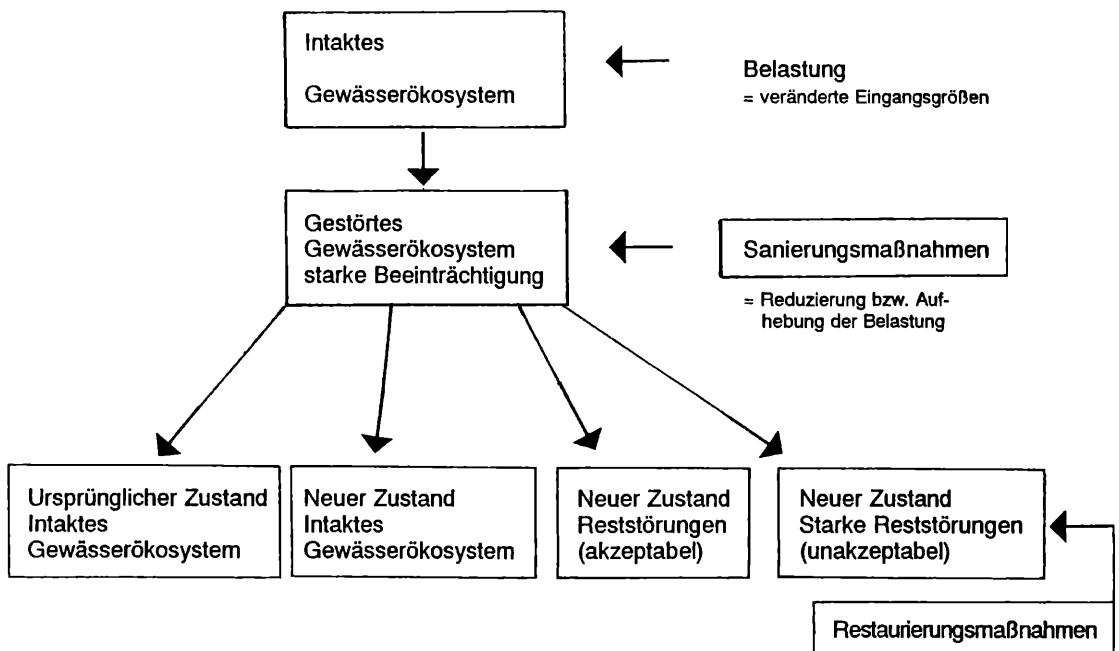 Intaktes
Gewässerökosystem
Belastung
= veränderte Eingangsgrößen
Gestörtes
Gewässerökosystem
starke Beeinträchtigung
Sanierungsmaßnahmen
= Reduzierung bzw. Auf-
hebung der Belastung
Ursprünglicher Zustand
Intaktes
Gewässerökosystem
Neuer Zustand
Intaktes
Gewässerökosystem
Neuer Zustand
Reststörungen
(akzeptabel)
Neuer Zustand
Starke Reststörungen
(unakzeptabel)
Restaurierungsmaßnahmen